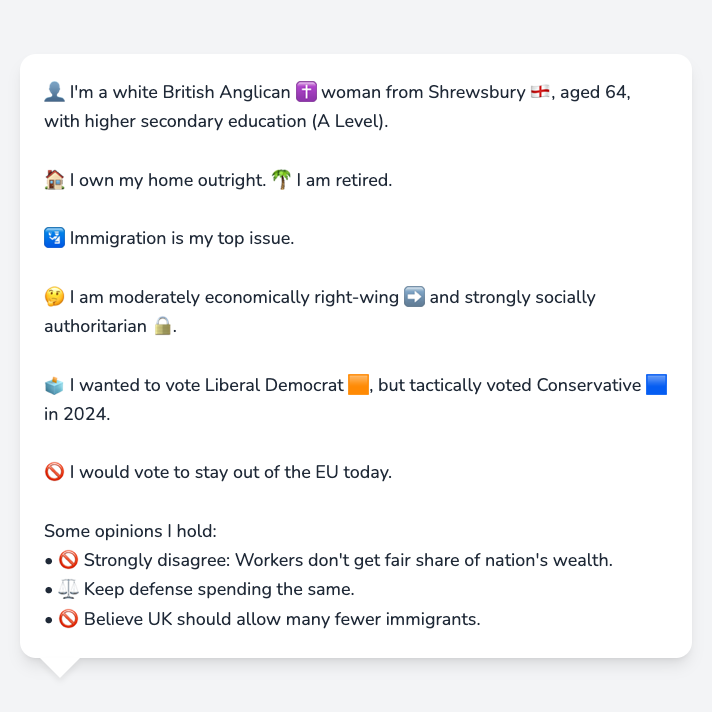 👤 I'm a white British Anglican ✝️ woman from Shrewsbury 🏴󠁧󠁢󠁥󠁮󠁧󠁿, aged 64,
with higher secondary education (A Level).
🏠 I own my home outright. 🌴 I am retired.
🛂 Immigration is my top issue.
🤔 I am moderately economically right-wing ➡️ and strongly socially
authoritarian 🔒.
🗳️ I wanted to vote Liberal Democrat 🟧, but tactically voted Conservative 🟦
in 2024.
🚫 I would vote to stay out of the EU today.
Some opinions I hold:
• 🚫 Strongly disagree: Workers don't get fair share of nation's wealth.
• ⚖️ Keep defense spending the same.
• 🚫 Believe UK should allow many fewer immigrants.